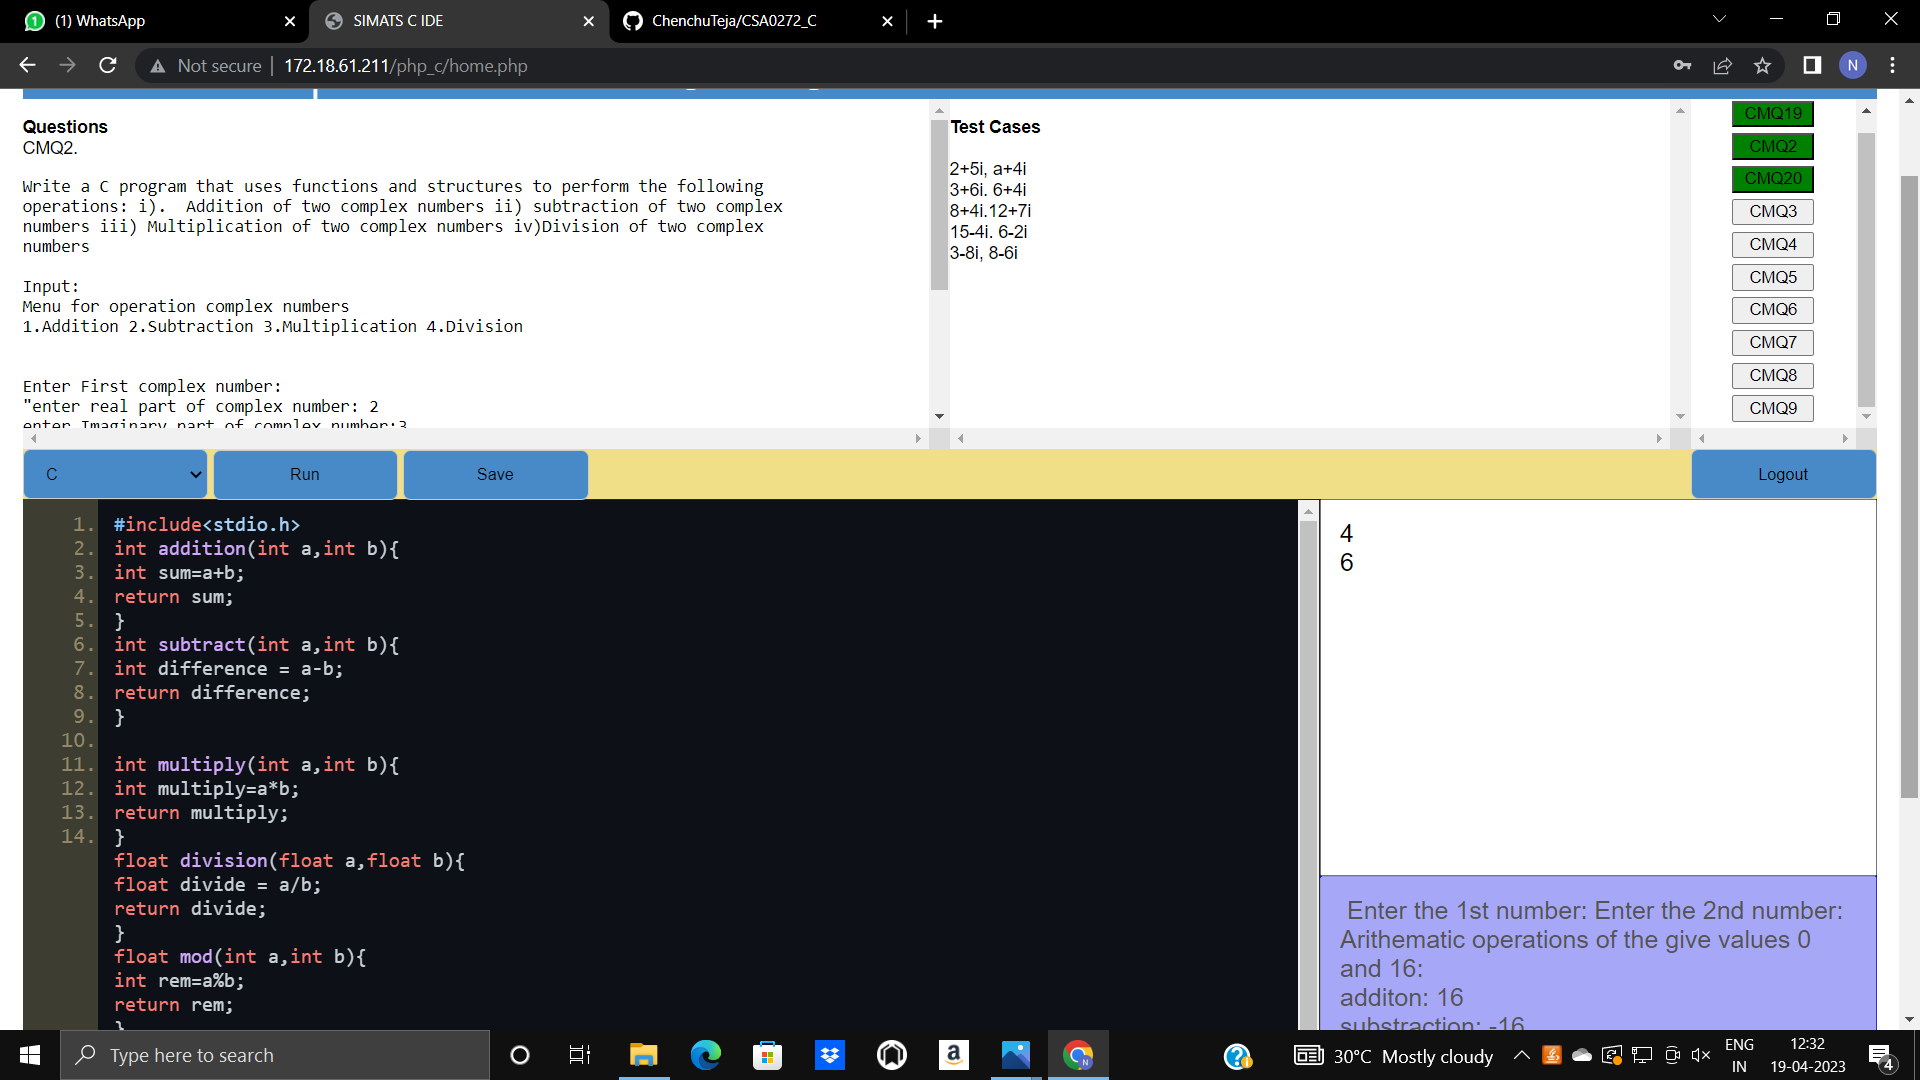 (1) WhatsApp
SIMATS C IDE
ChenchuTeja/CSA0272_C
Not secure | 172.18.61.211/php_c/home.php
N
Questions
CMQ2.
Write a C program that uses functions and structures to perform the following
operations: i).  Addition of two complex numbers ii) subtraction of two complex
numbers iii) Multiplication of two complex numbers iv)Division of two complex
numbers
Input:
Menu for operation complex numbers
1.Addition 2.Subtraction 3.Multiplication 4.Division
Enter First complex number:
"enter real part of complex number: 2
enter Imaginary part of complex number:3
Test Cases
2+5i, a+4i
3+6i. 6+4i
8+4i.12+7i
15-4i. 6-2i
3-8i, 8-6i
CMQ19
CMQ2
CMQ20
CMQ3
CMQ4
CMQ5
CMQ6
CMQ7
CMQ8
CMQ9
C
Run
Save
Logout
1. #include<stdio.h>
2. int addition(int a,int b){
3. int sum=a+b;
4. return sum;
5. }
6. int subtract(int a,int b){
7. int difference = a-b;
8. return difference;
9. }
10.
11. int multiply(int a,int b){
12. int multiply=a*b;
13. return multiply;
14. }
float division(float a,float b){
float divide = a/b;
return divide;
}
float mod(int a,int b){
int rem=a%b;
return rem;
}
4
6
Enter the 1st number: Enter the 2nd number:
Arithematic operations of the give values 0
and 16:
additon: 16
substraction: -16
Type here to search
a
30°C Mostly cloudy
ENG
IN
12:32
19-04-2023
4